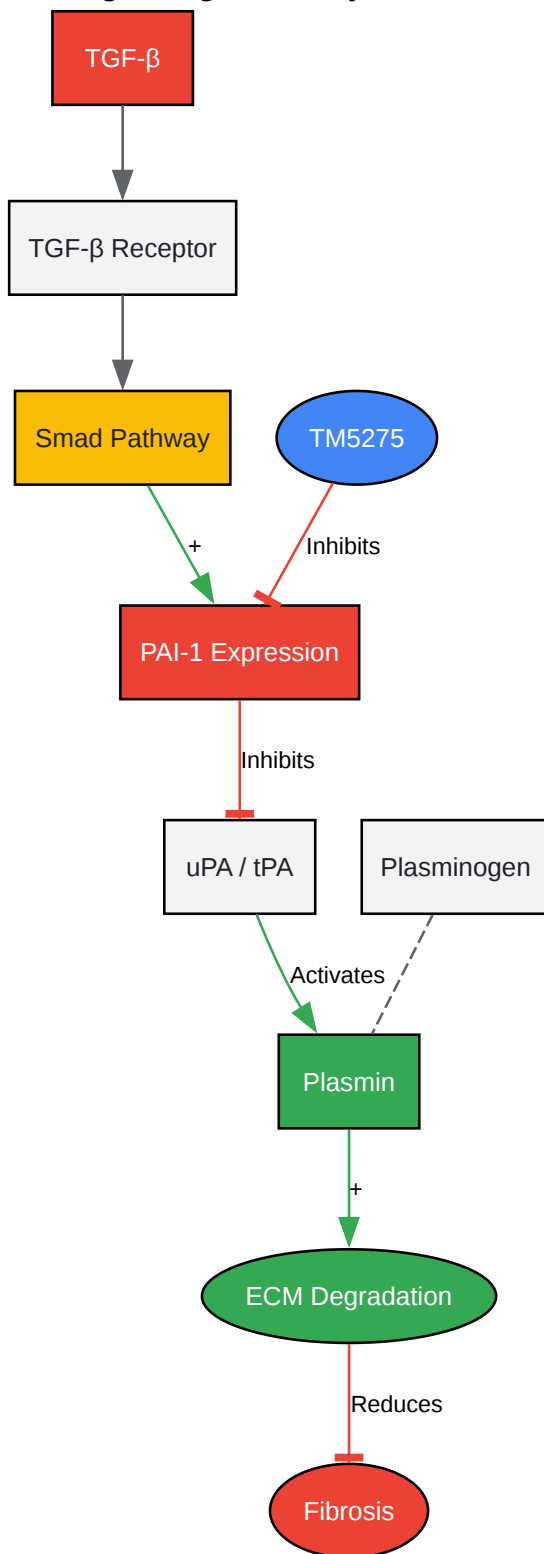 TGF-β
TGF-β Receptor
Smad Pathway
TM5275
+
Inhibits
PAI-1 Expression
Inhibits
uPA / tPA
Plasminogen
Activates
Plasmin
+
ECM Degradation
Reduces
Fibrosis